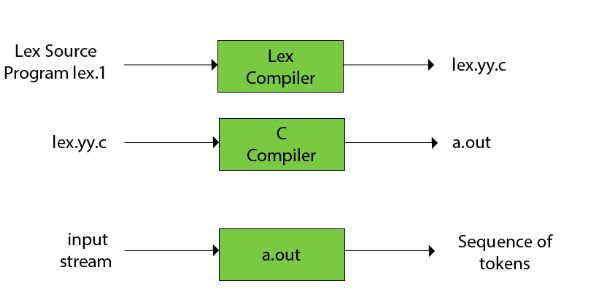 Lex Source
Program lex.1
Lex
Compiler
lex.yy.c
lex.yy.c
C
Compiler
a.out
input
stream
a.out
Sequence of
tokens